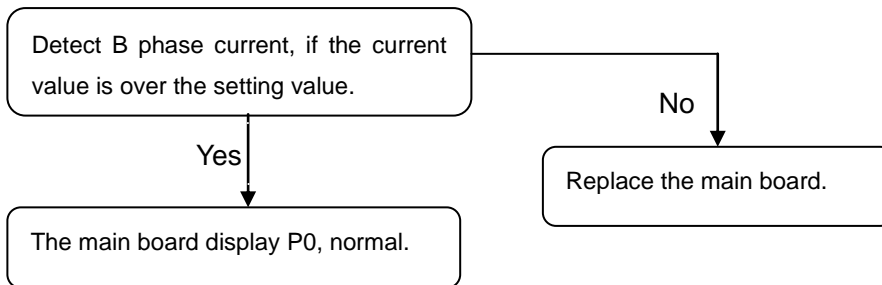 Detect B phase current, if the current
value is over the setting value.
No
Yes
Replace the main board.
The main board display P0, normal.